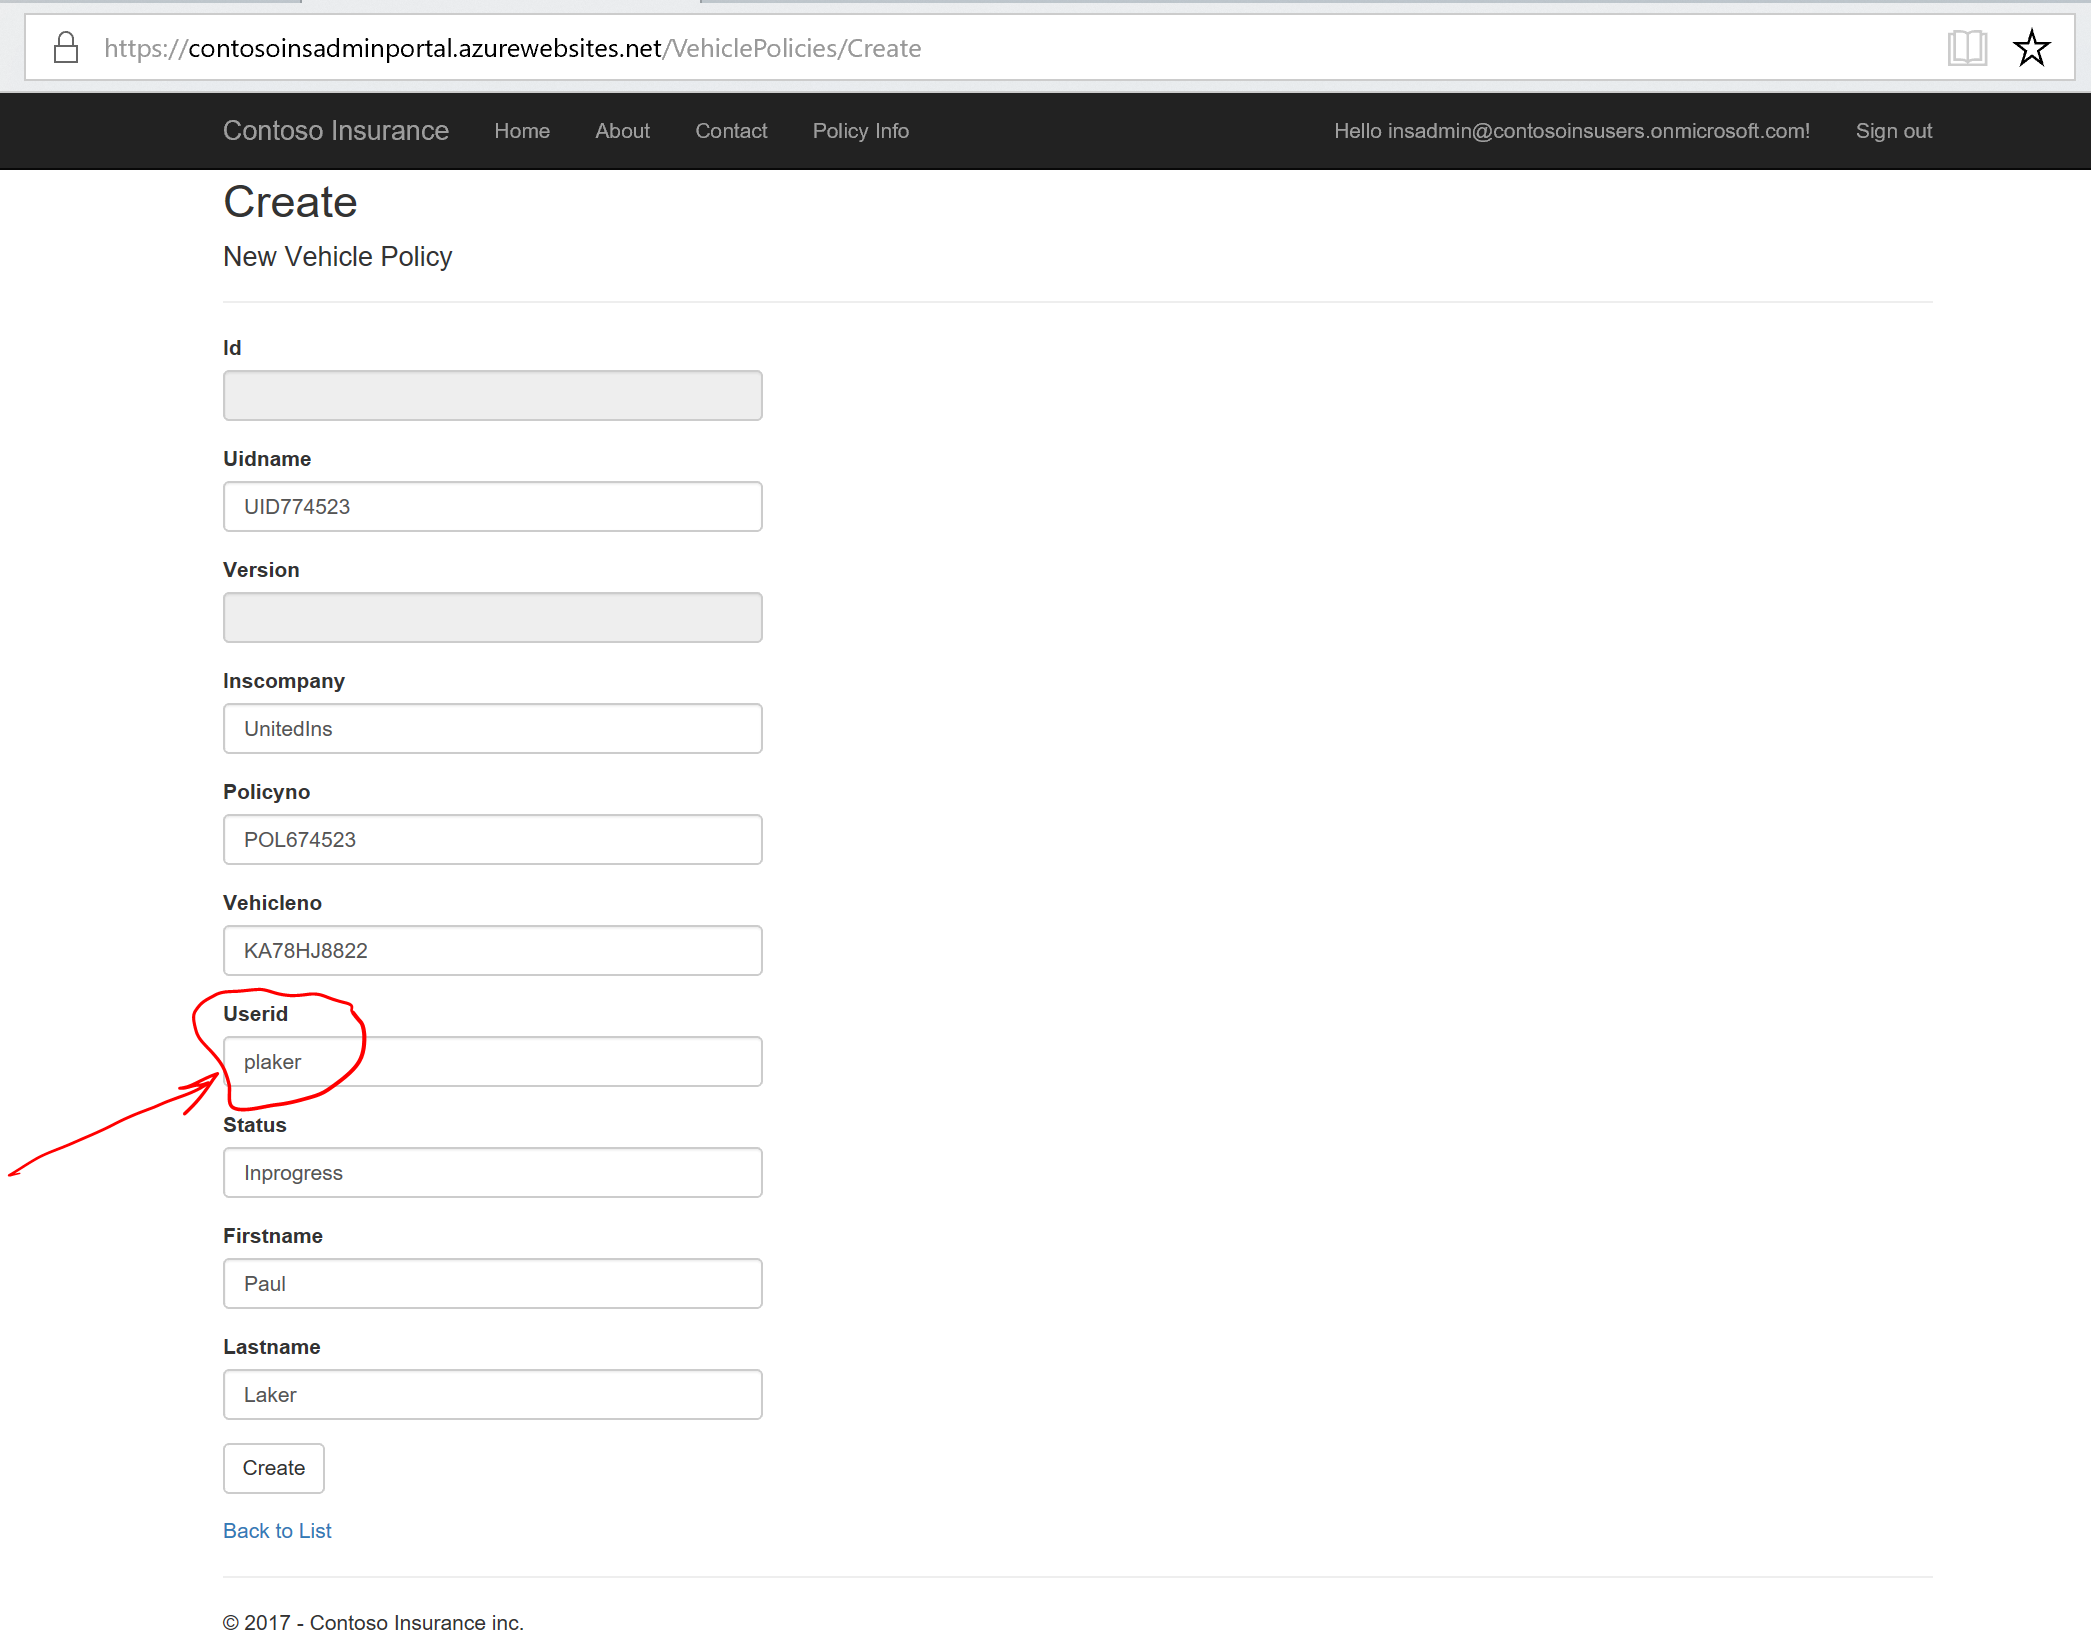 https://contosoinsadminportal.azurewebsites.net/VehiclePolicies/Create
Contoso Insurance Home About Contact Policy Info Hello insadmin@contosoinsusers.onmicrosoft.com! Sign out
Create
New Vehicle Policy
Id
Uidname
UID774523
Version
Inscompany
UnitedIns
Policyno
POL674523
Vehicleno
KA78HJ8822
Userid
plaker
Status
Inprogress
Firstname
Paul
Lastname
Laker
Create
Back to List
© 2017 - Contoso Insurance inc.